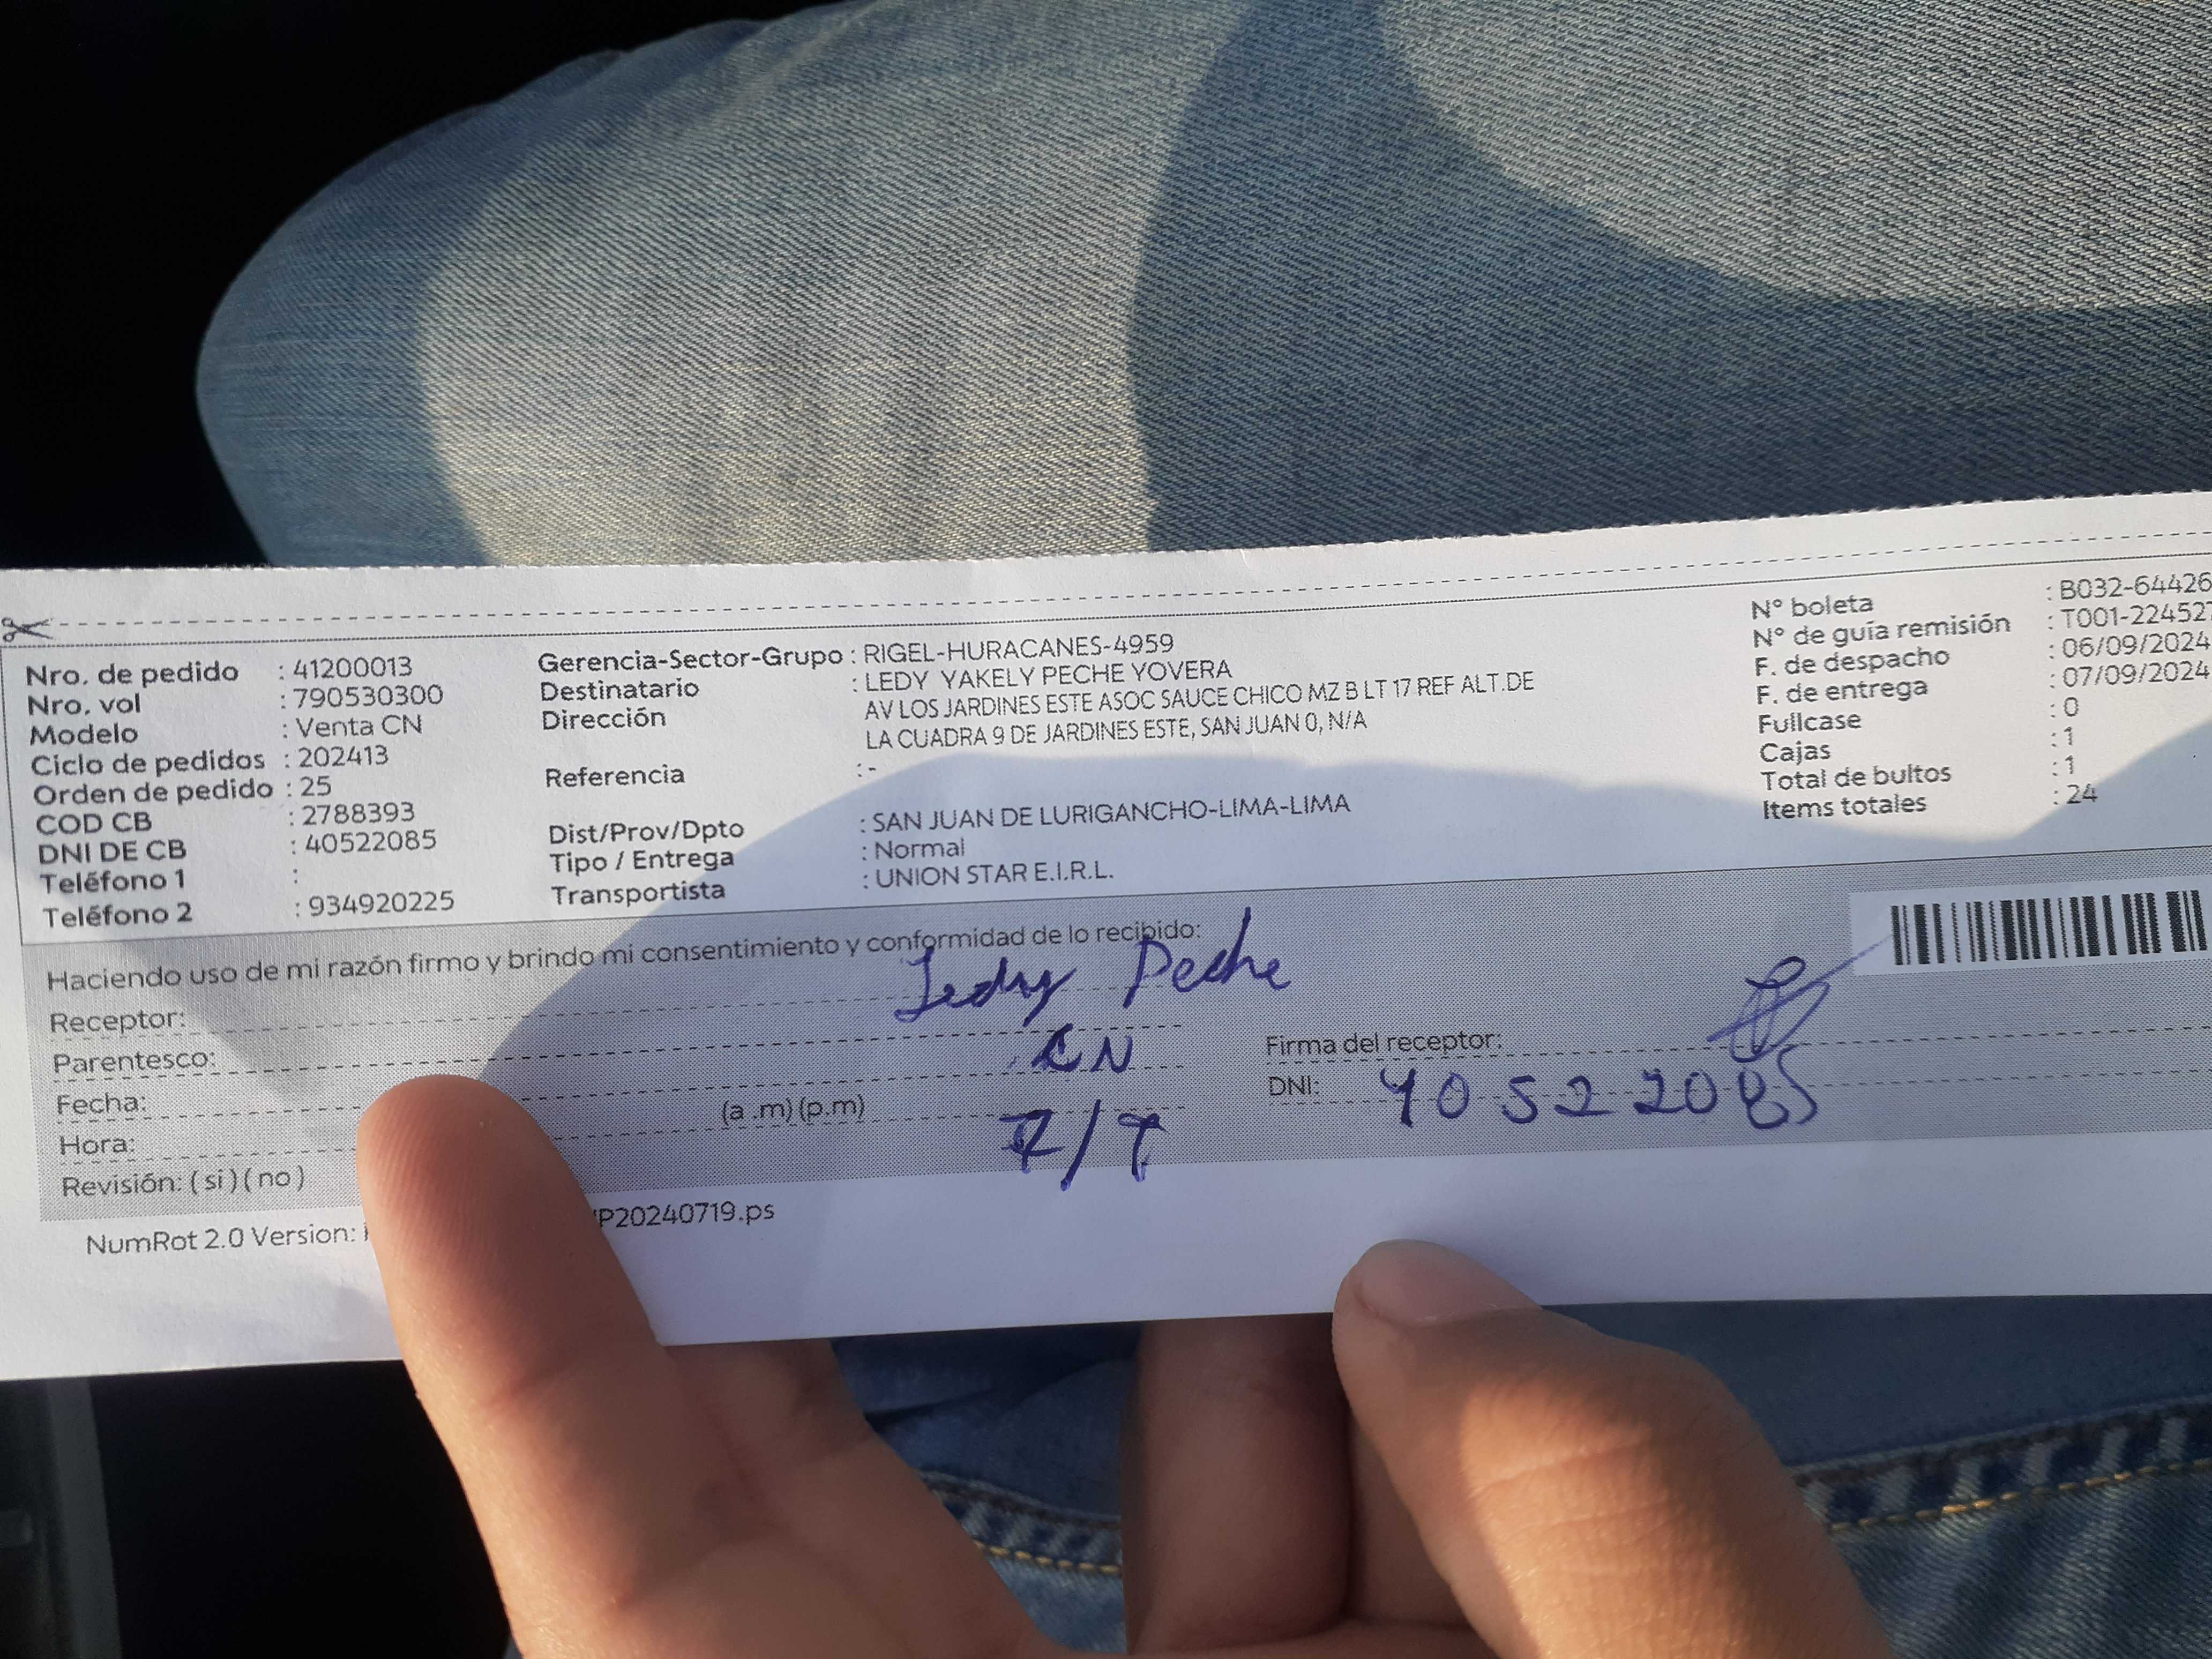 Nro. de pedido : 41200013
Nro. vol : 790530300
Modelo : Venta CN
Ciclo de pedidos : 202413
Orden de pedido : 25
COD CB : 2788393
DNI DE CB : 40522085
Teléfono 1 :
Teléfono 2 : 934920225
Gerencia-Sector-Grupo : RIGEL-HURACANES-4959
Destinatario : LEDY YAKELY PECHE YOVERA
Dirección AV LOS JARDINES ESTE ASOC SAUCE CHICO MZ B LT 17 REF ALT.DE
LA CUADRA 9 DE JARDINES ESTE, SAN JUAN 0, N/A
Referencia : -
Dist/Prov/Dpto : SAN JUAN DE LURIGANCHO-LIMA-LIMA
Tipo / Entrega : Normal
Transportista : UNION STAR E.I.R.L.
N° boleta : B032-64426
N° de guía remisión : T001-22452
F. de despacho : 06/09/2024
F. de entrega : 07/09/2024
Fullcase : 0
Cajas : 1
Total de bultos : 1
Items totales : 24
Haciendo uso de mi razón firmo y brindo mi consentimiento y conformidad de lo recibido:
Receptor: Ledy Peche
Parentesco: CN
Fecha:
Hora: (a .m) (p.m)
Revisión: ( si ) ( no )
Firma del receptor:
DNI: 40522085
NumRot 2.0 Version:
P20240719.ps